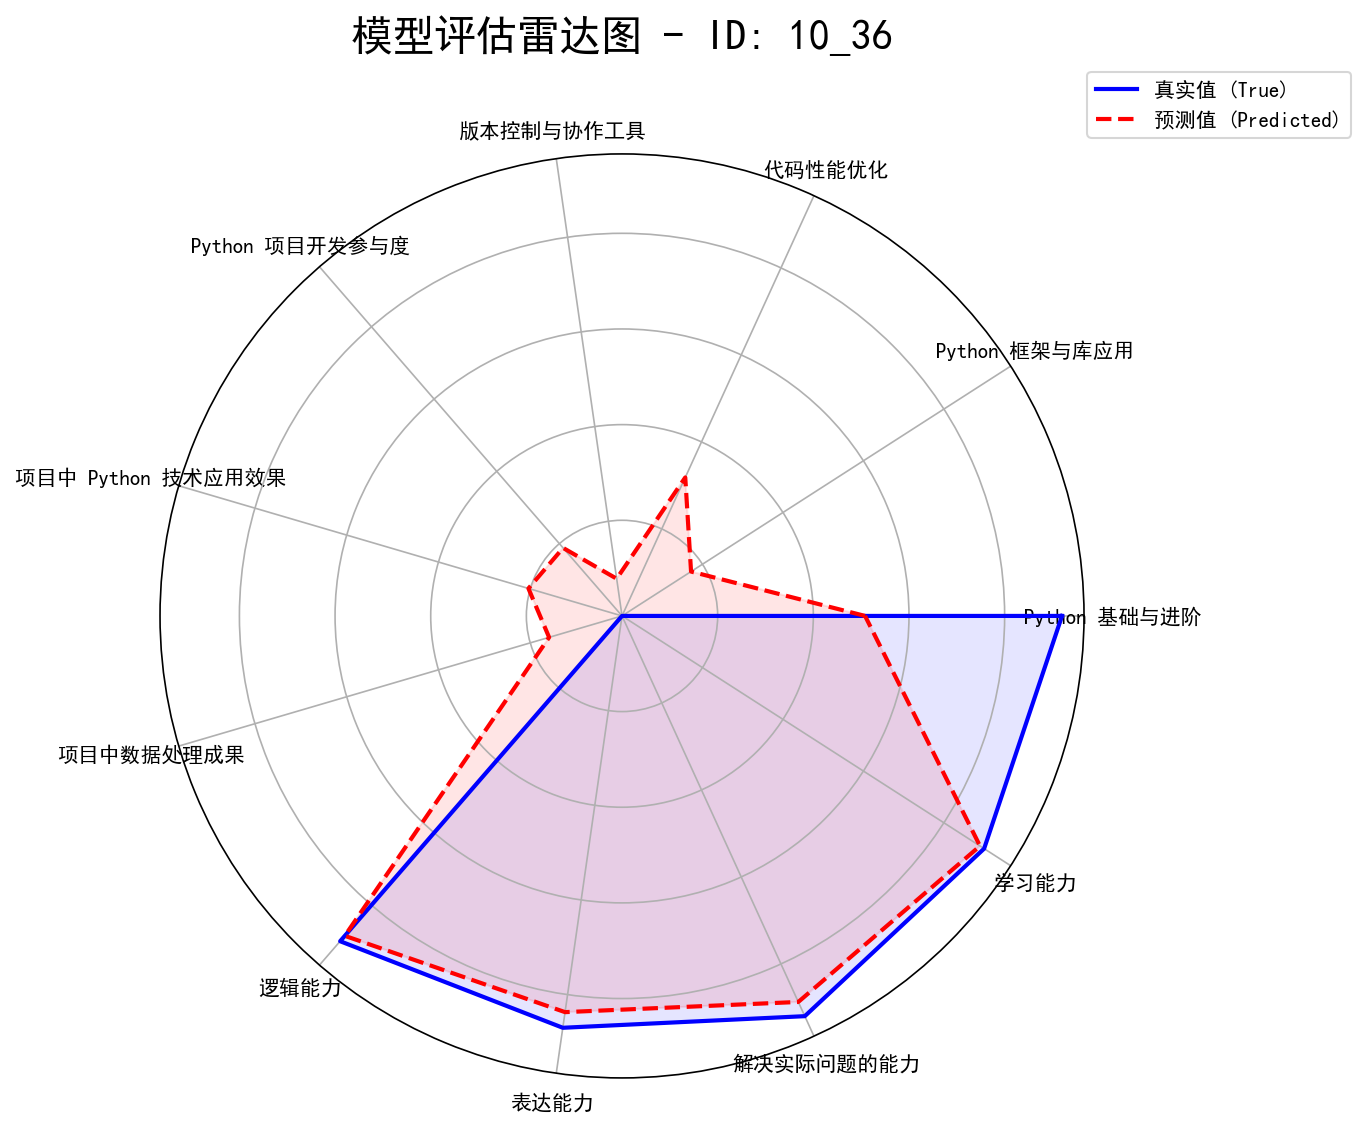 模型评估雷达图 - ID: 10_36
真实值 (True)
预测值 (Predicted)
版本控制与协作工具
代码性能优化
Python 项目开发参与度
Python 框架与库应用
项目中 Python 技术应用效果
Python 基础与进阶
项目中数据处理成果
学习能力
逻辑能力
解决实际问题的能力
表达能力